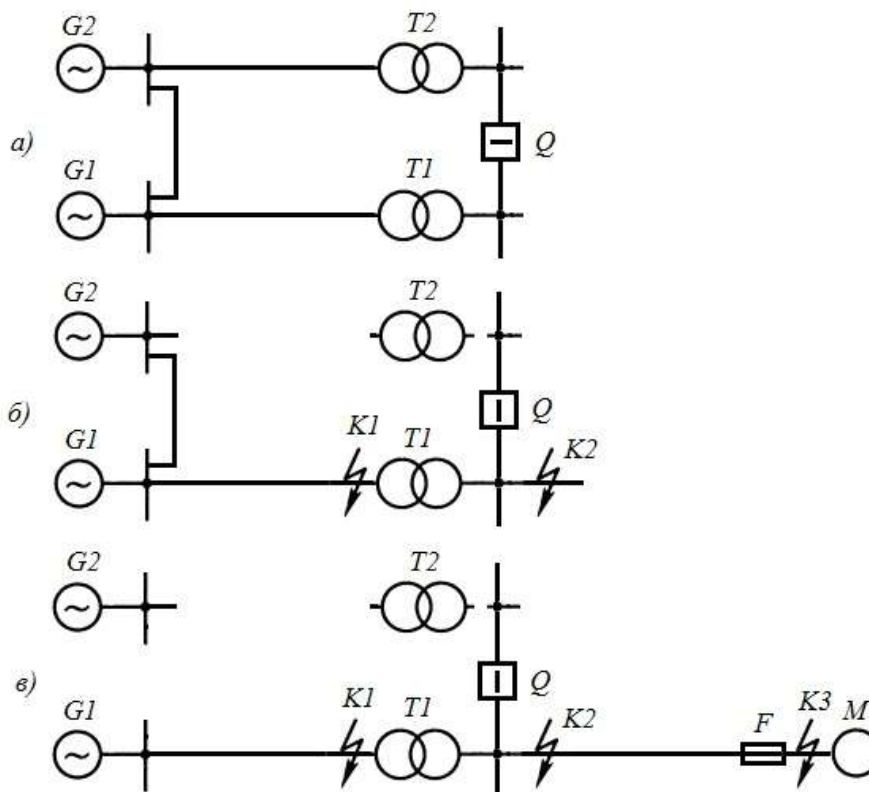 G2 T2
а) Q
G1 T1
G2 T2
б) Q
G1 K1 T1 K2
G2 T2
в) Q
G1 K1 T1 K2 F K3 M